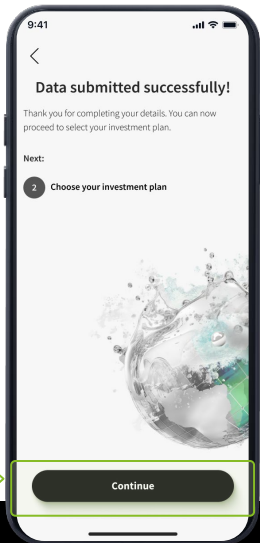 9:41
Data submitted successfully!
Thank you for completing your details. You can now
proceed to select your investment plan.
Next:
2 Choose your investment plan
Continue